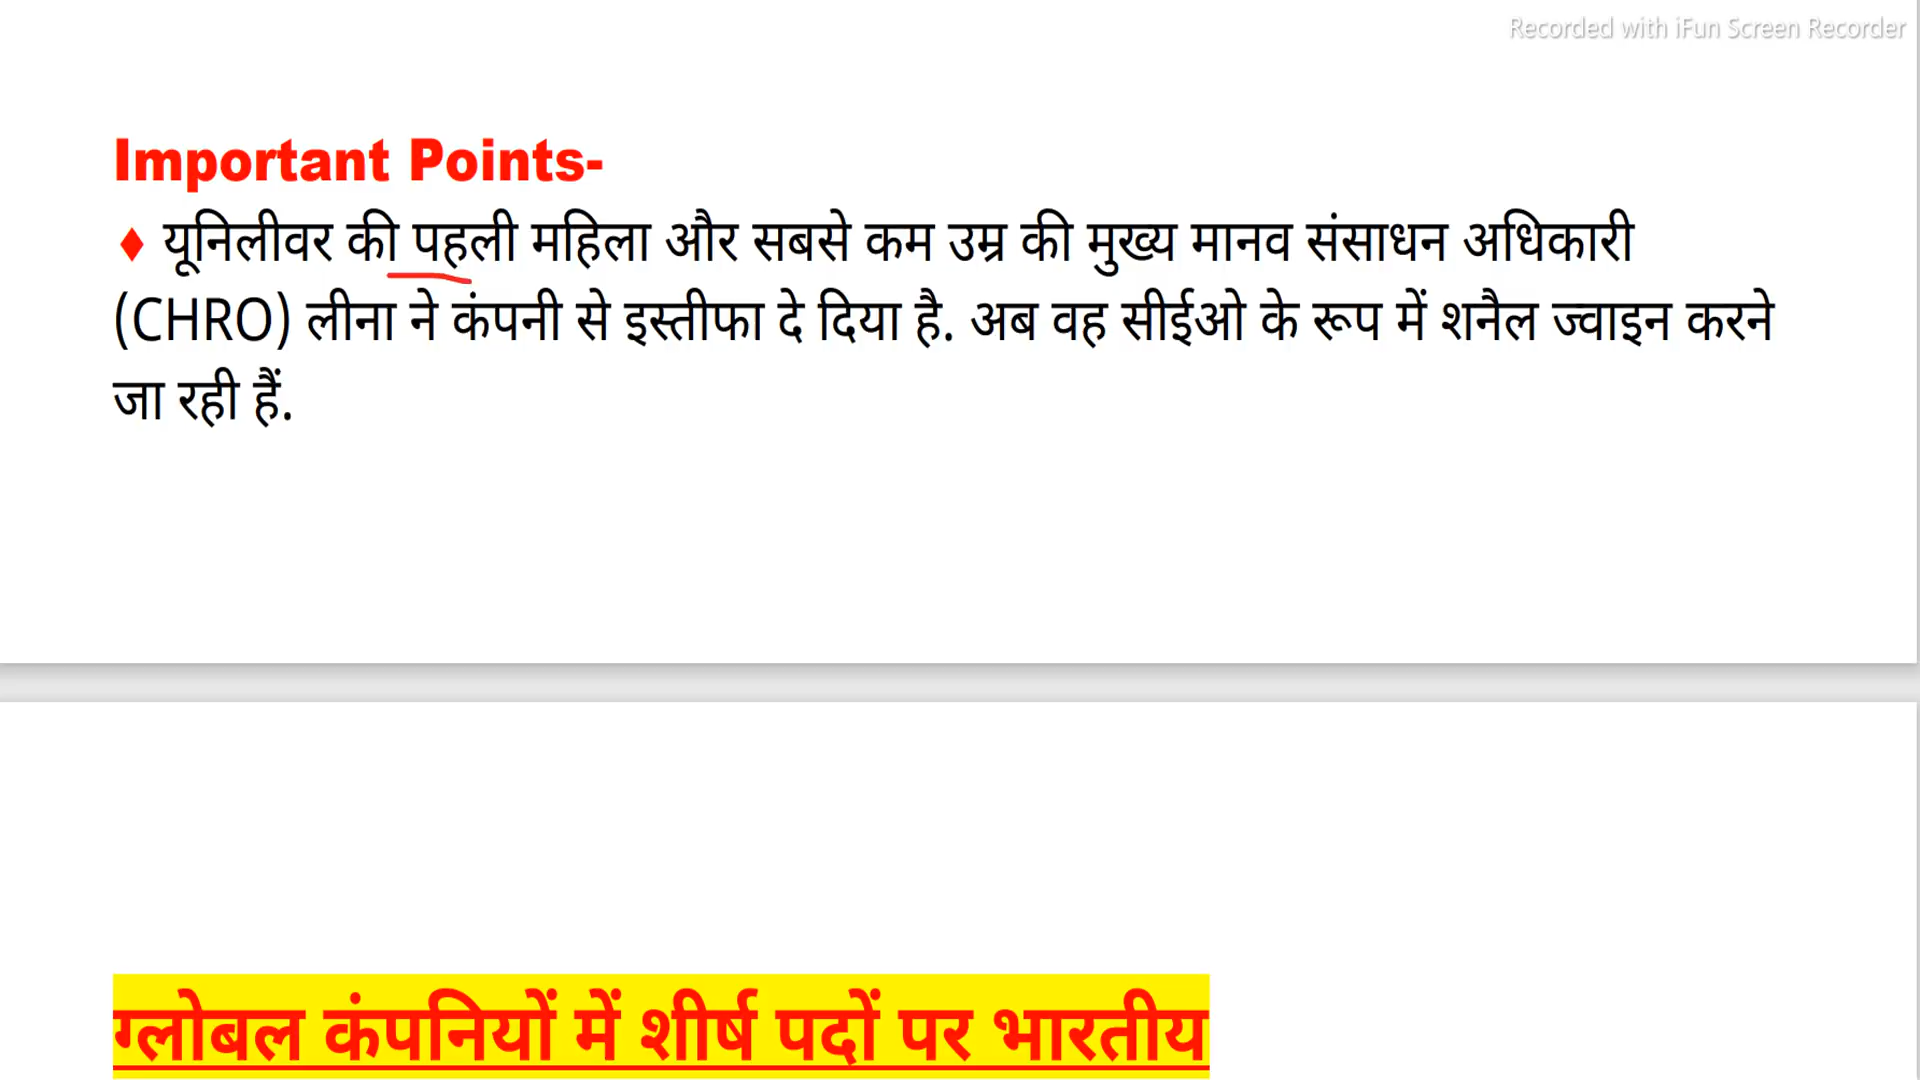 Recorded with iFun Screen Recorder
Important Points-
♦ यूनिलीवर की पहली महिला और सबसे कम उम्र की मुख्य मानव संसाधन अधिकारी
(CHRO) लीना ने कंपनी से इस्तीफा दे दिया है. अब वह सीईओ के रूप में शनैल ज्वाइन करने
जा रही हैं.
ग्लोबल कंपनियों में शीर्ष पदों पर भारतीय